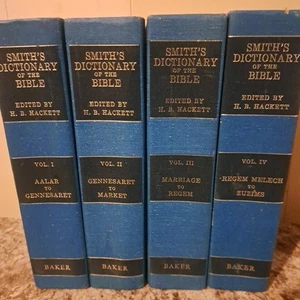 SMITH'S
DICTIONARY
OF THE
BIBLE
EDITED BY
H. B. HACKETT
VOL. I
AALAR
TO
GENNESARET
BAKER
SMITH'S
DICTIONARY
OF THE
BIBLE
EDITED BY
H. B. HACKETT
VOL. II
GENNESARET
TO
MARKET
BAKER
SMITH'S
DICTIONARY
OF THE
BIBLE
EDITED BY
H. B. HACKETT
VOL. III
MARRIAGE
TO
REGEM
BAKER
SMITH'S
DICTIONARY
OF THE
BIBLE
EDITED BY
H. B. HACKETT
VOL. IV
REGEM MELECH
TO
ZUZIMS
BAKER